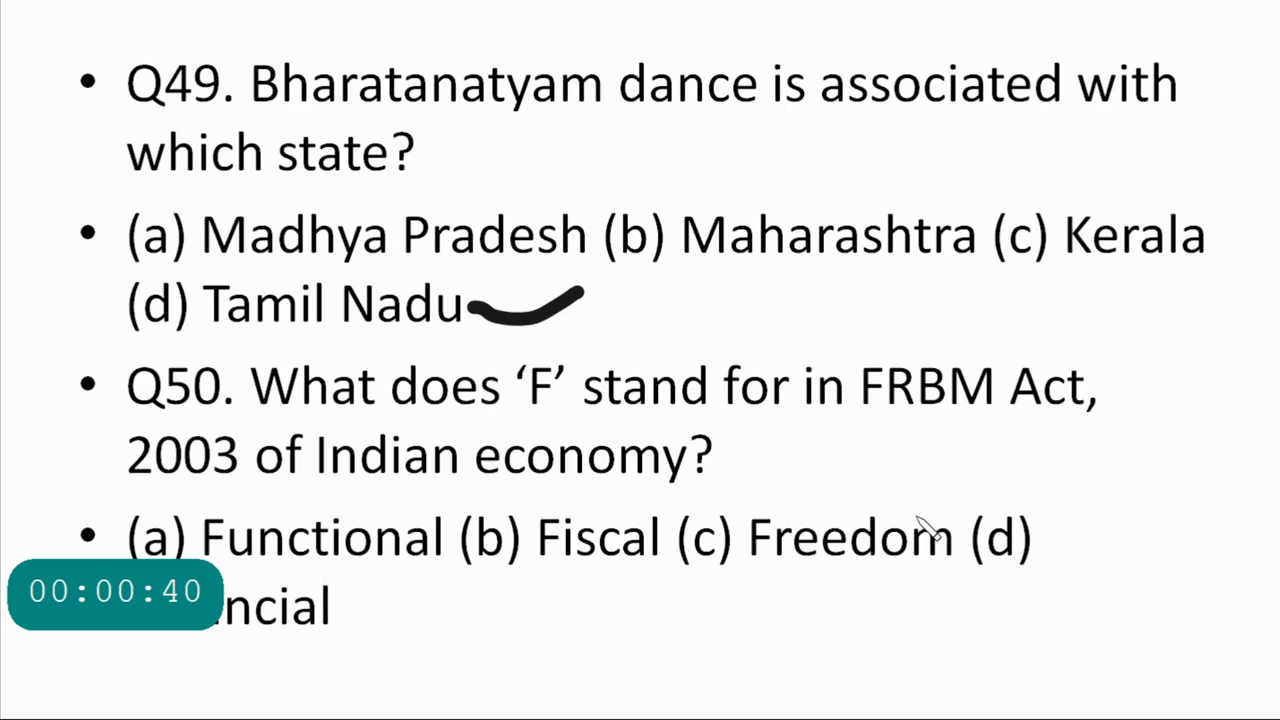 • Q49. Bharatanatyam dance is associated with
which state?
• (a) Madhya Pradesh (b) Maharashtra (c) Kerala
(d) Tamil Nadu
• Q50. What does ‘F’ stand for in FRBM Act,
2003 of Indian economy?
• (a) Functional (b) Fiscal (c) Freedom (d)
00:00:40
ncial